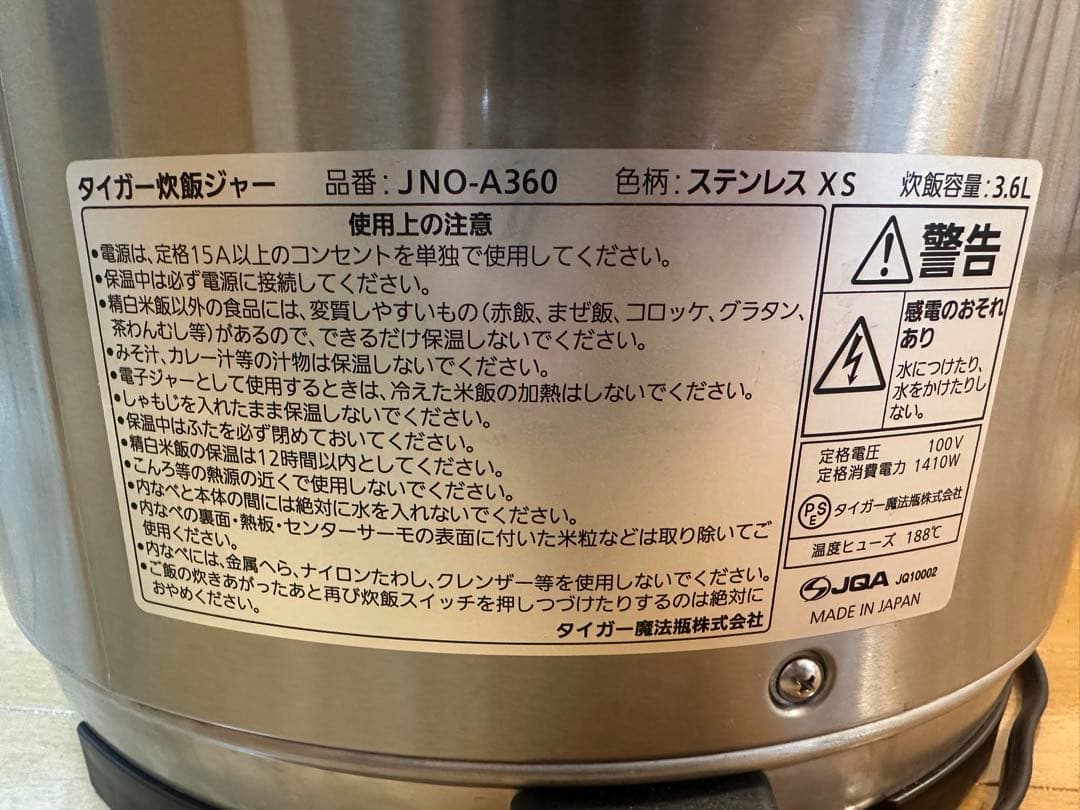 タイガー炊飯ジャー 品番:JNO-A360 色柄:ステンレス XS 炊飯容量:3.6L
使用上の注意
•電源は、定格15A以上のコンセントを単独で使用してください。
•保温中は必ず電源に接続してください。
•精白米飯以外の食品には、変質しやすいもの(赤飯、まぜ飯、コロッケ、グラタン、
茶わんむし等)があるので、できるだけ保温しないでください。
•みそ汁、カレー汁等の汁物は保温しないでください。
•電子ジャーとして使用するときは、冷えた米飯の加熱はしないでください。
•しゃもじを入れたまま保温しないでください。
•保温中はふたを必ず閉めておいてください。
•精白米飯の保温は12時間以内としてください。
•こんろ等の熱源の近くで使用しないでください。
•内なべと本体の間には絶対に水を入れないでください。
•内なべの裏面・熱板・センターサーモの表面に付いた米粒などは取り除いてご
使用ください。
•内なべには、金属へら、ナイロンたわし、クレンザー等を使用しないでください。
•ご飯の炊きあがったあと再び炊飯スイッチを押しつづけたりするのは絶対に
おやめください。
タイガー魔法瓶株式会社
警告
感電のおそれ
あり
水につけたり、
水をかけたりし
ない。
定格電圧 100V
定格消費電力 1410W
PSE タイガー魔法瓶株式会社
温度ヒューズ 188℃
JQA JQ10002
MADE IN JAPAN